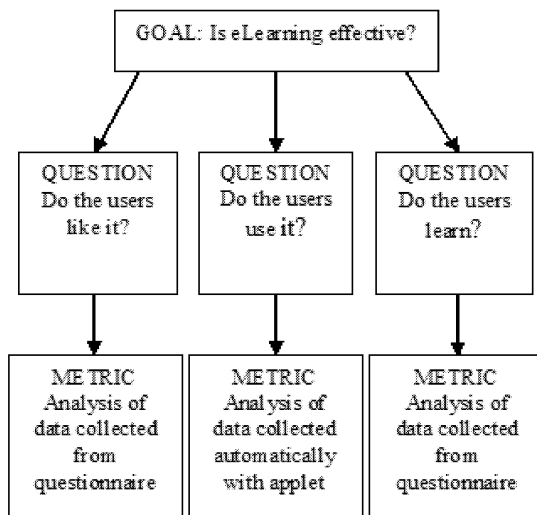 GOAL: Is eLearning effective?
QUESTION
Do the users
like it?
QUESTION
Do the users
use it?
QUESTION
Do the users
learn?
METRIC
Analysis of
data collected
from
questionnaire
METRIC
Analysis of
data collected
automatically
with applet
METRIC
Analysis of
data collected
from
questionnaire